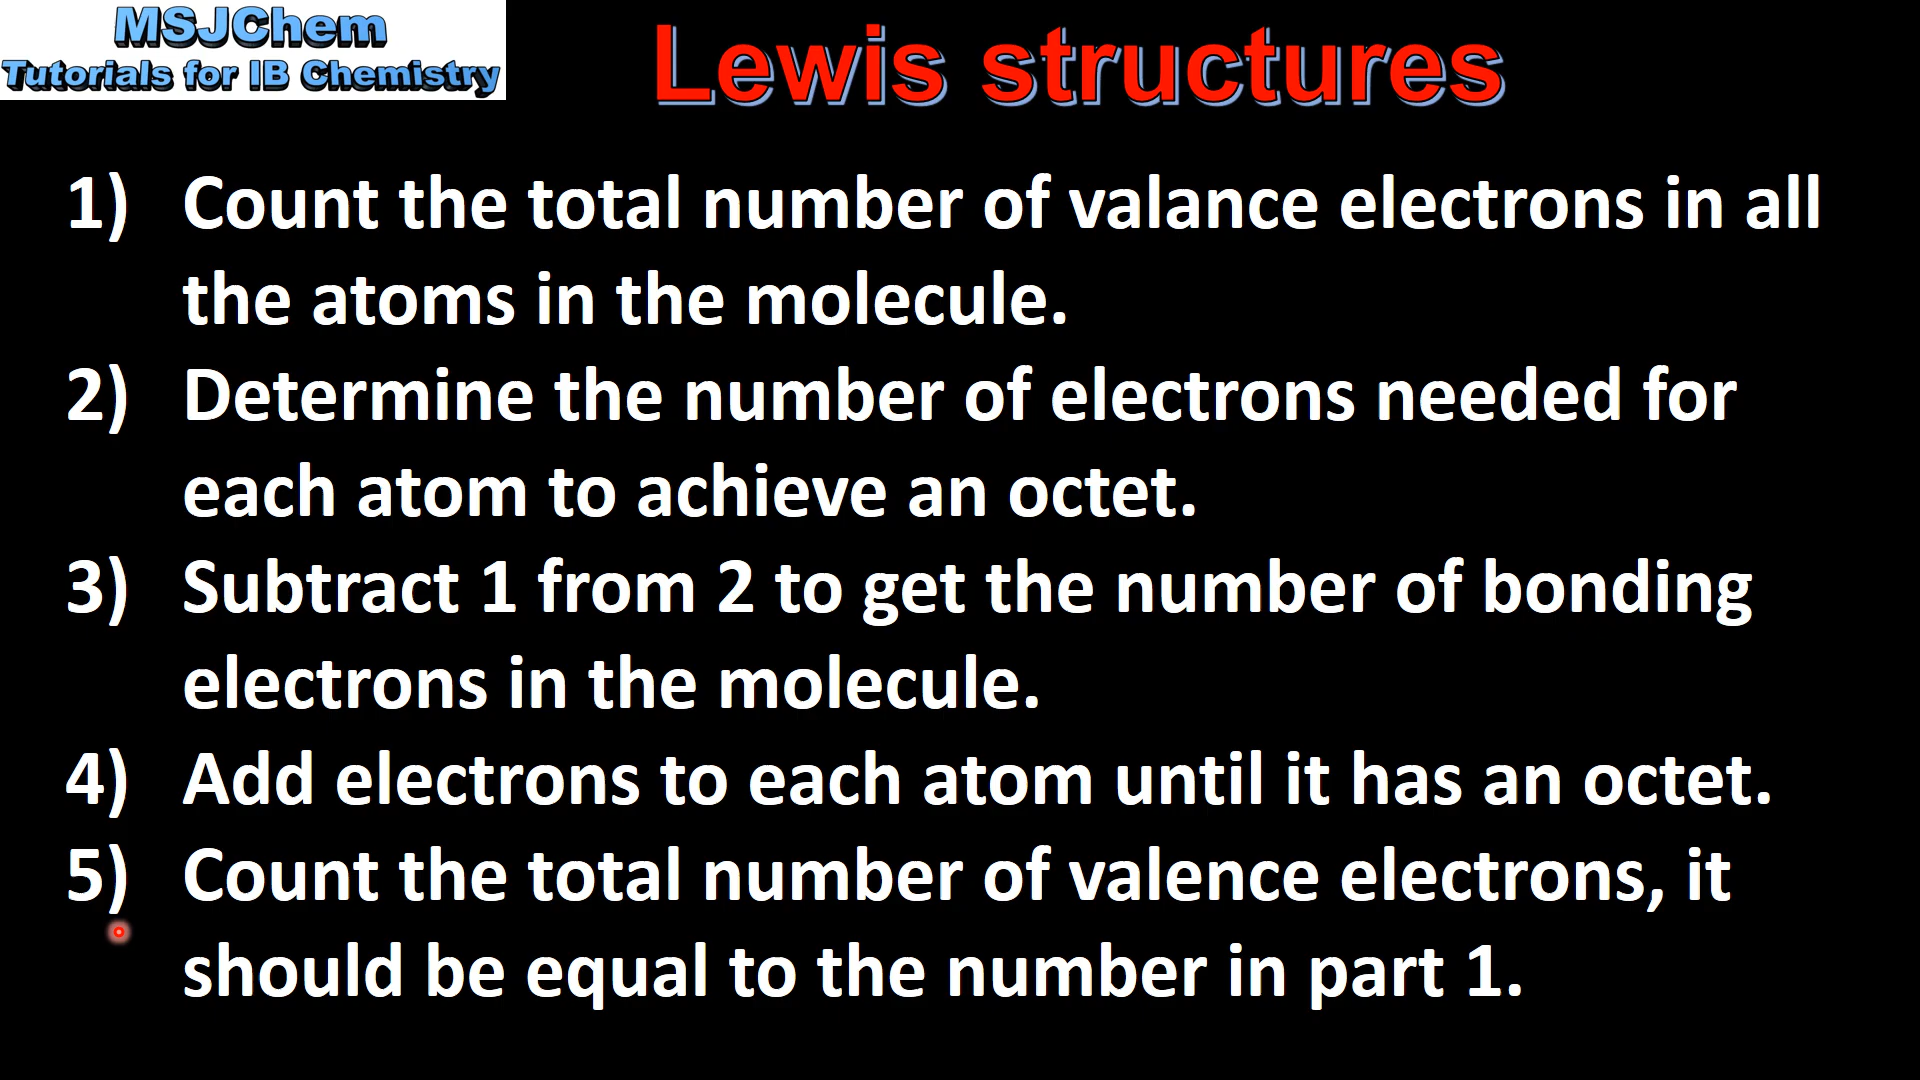 MSJChem
Tutorials for IB Chemistry
Lewis structures
1) Count the total number of valance electrons in all
the atoms in the molecule.
2) Determine the number of electrons needed for
each atom to achieve an octet.
3) Subtract 1 from 2 to get the number of bonding
electrons in the molecule.
4) Add electrons to each atom until it has an octet.
5) Count the total number of valence electrons, it
should be equal to the number in part 1.